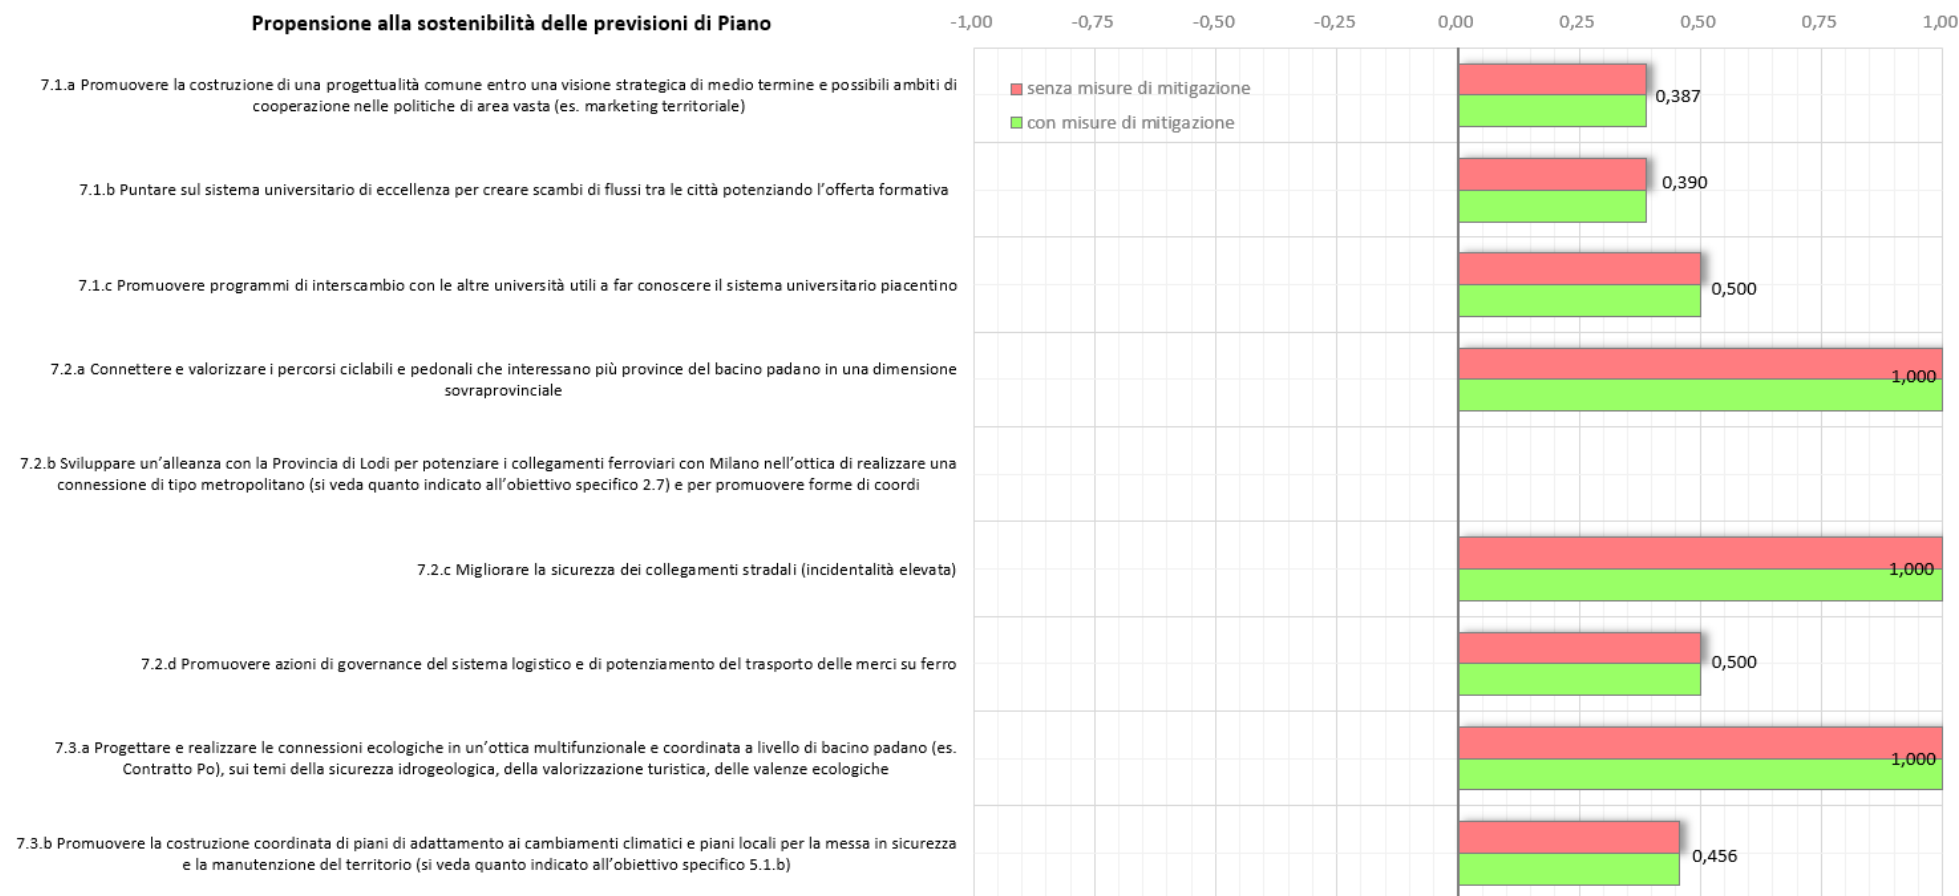 Propensione alla sostenibilità delle previsioni di Piano
-1,00 -0,75 -0,50 -0,25 0,00 0,25 0,50 0,75 1,00
senza misure di mitigazione
con misure di mitigazione
7.1.a Promuovere la costruzione di una progettualità comune entro una visione strategica di medio termine e possibili ambiti di
cooperazione nelle politiche di area vasta (es. marketing territoriale)
0,387
7.1.b Puntare sul sistema universitario di eccellenza per creare scambi di flussi tra le città potenziando l’offerta formativa
0,390
7.1.c Promuovere programmi di interscambio con le altre università utili a far conoscere il sistema universitario piacentino
0,500
7.2.a Connettere e valorizzare i percorsi ciclabili e pedonali che interessano più province del bacino padano in una dimensione
sovraprovinciale
1,000
7.2.b Sviluppare un’alleanza con la Provincia di Lodi per potenziare i collegamenti ferroviari con Milano nell’ottica di realizzare una
connessione di tipo metropolitano (si veda quanto indicato all’obiettivo specifico 2.7) e per promuovere forme di coordi
7.2.c Migliorare la sicurezza dei collegamenti stradali (incidentalità elevata)
1,000
7.2.d Promuovere azioni di governance del sistema logistico e di potenziamento del trasporto delle merci su ferro
0,500
7.3.a Progettare e realizzare le connessioni ecologiche in un’ottica multifunzionale e coordinata a livello di bacino padano (es.
Contratto Po), sui temi della sicurezza idrogeologica, della valorizzazione turistica, delle valenze ecologiche
1,000
7.3.b Promuovere la costruzione coordinata di piani di adattamento ai cambiamenti climatici e piani locali per la messa in sicurezza
e la manutenzione del territorio (si veda quanto indicato all’obiettivo specifico 5.1.b)
0,456